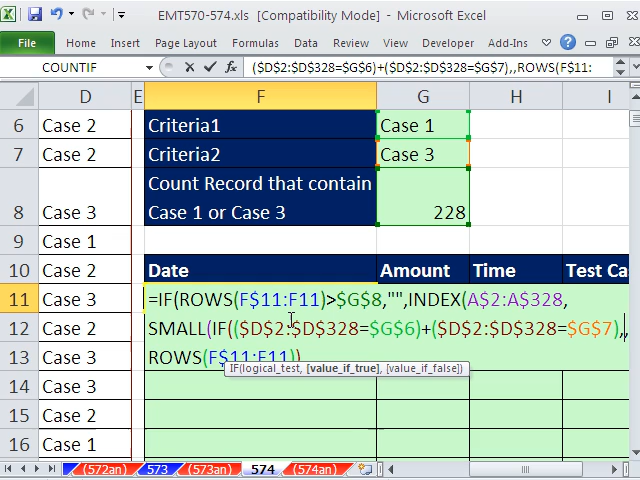 EMT570-574.xls [Compatibility Mode] - Microsoft Excel
File Home Insert Page Layout Formulas Data Review View Developer Add-Ins
COUNTIF fx ($D$2:$D$328=$G$6)+($D$2:$D$328=$G$7),,ROWS(F$11:
D E F G H I
6 Case 2 Criteria1 Case 1
7 Case 2 Criteria2 Case 3
Count Record that contain
8 Case 3 Case 1 or Case 3 228
9 Case 1
10 Case 2 Date Amount Time Test Ca
11 Case 3 =IF(ROWS(F$11:F11)>$G$8,"",INDEX(A$2:A$328,
12 Case 2 SMALL(IF(($D$2:$D$328=$G$6)+($D$2:$D$328=$G$7),,
13 Case 3 ROWS(F$11:F11))
IF(logical_test, [value_if_true], [value_if_false])
14 Case 3
15 Case 2
16 Case 1
(572an) 573 (573an) 574 (574an)